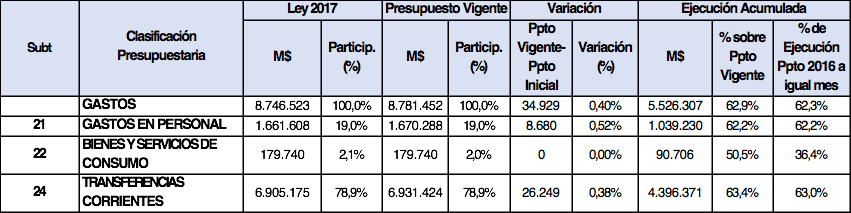 Subt Clasificación Presupuestaria Ley 2017 Presupuesto Vigente Variación Ejecución Acumulada
M$ Particip. (%) M$ Particip. (%) Ppto Vigente-Ppto Inicial Variación (%) M$ % sobre Ppto Vigente % de Ejecución Ppto 2016 a igual mes
GASTOS 8.746.523 100,0% 8.781.452 100,0% 34.929 0,40% 5.526.307 62,9% 62,3%
21 GASTOS EN PERSONAL 1.661.608 19,0% 1.670.288 19,0% 8.680 0,52% 1.039.230 62,2% 62,2%
22 BIENES Y SERVICIOS DE CONSUMO 179.740 2,1% 179.740 2,0% 0 0,00% 90.706 50,5% 36,4%
24 TRANSFERENCIAS CORRIENTES 6.905.175 78,9% 6.931.424 78,9% 26.249 0,38% 4.396.371 63,4% 63,0%